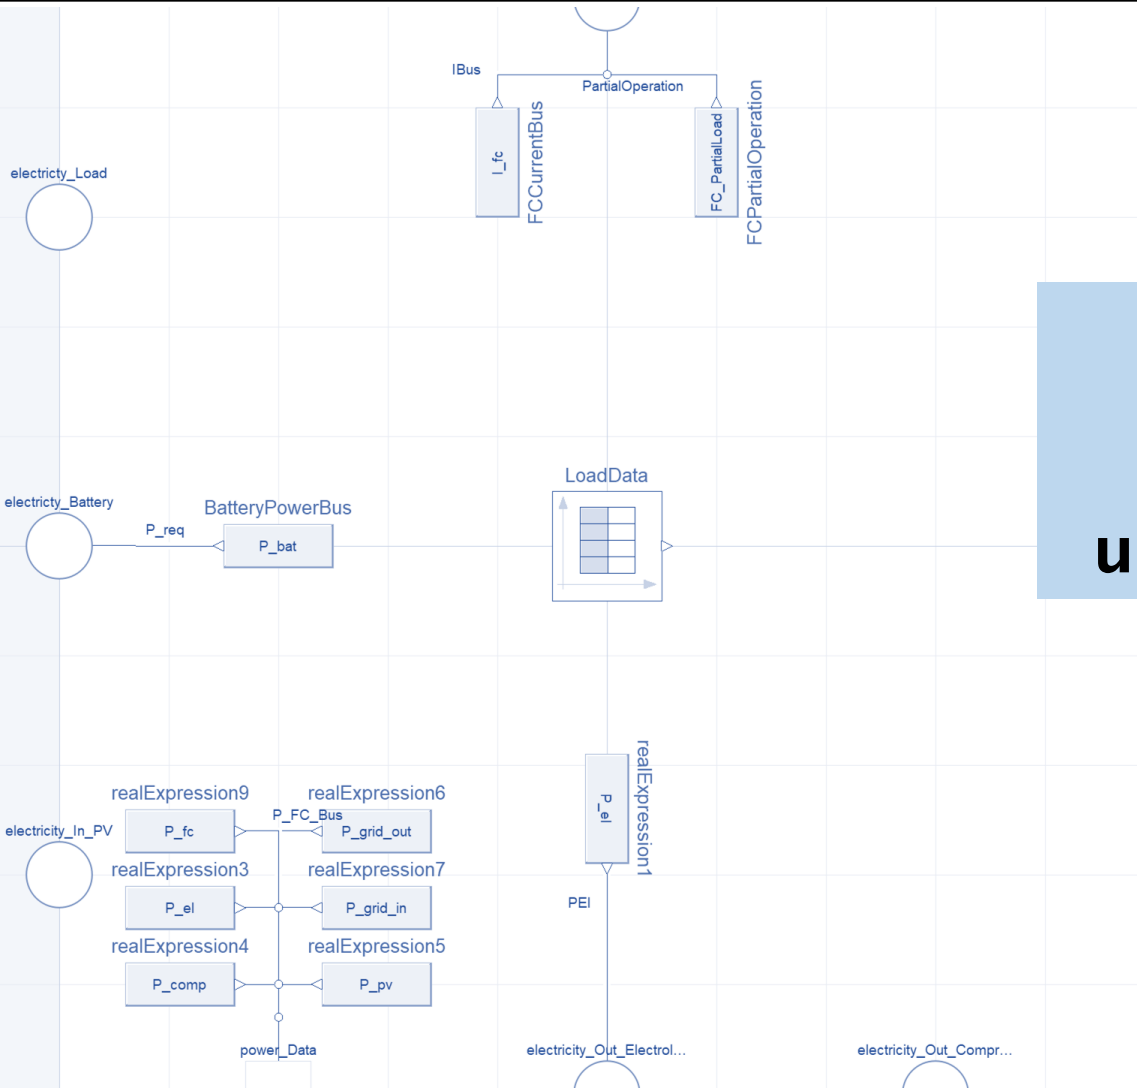 IBus
PartialOperation
I_fc
FCCurrentBus
FC_PartialLoad
FCPartialOperation
electricty_Load
LoadData
electricty_Battery
BatteryPowerBus
P_req
P_bat
u
realExpression1
P_el
realExpression9
realExpression6
P_FC_Bus
electricity_In_PV
P_fc
P_grid_out
realExpression3
realExpression7
P_el
P_grid_in
PEl
realExpression4
realExpression5
P_comp
P_pv
power_Data
electricity_Out_Electrol...
electricity_Out_Compr...